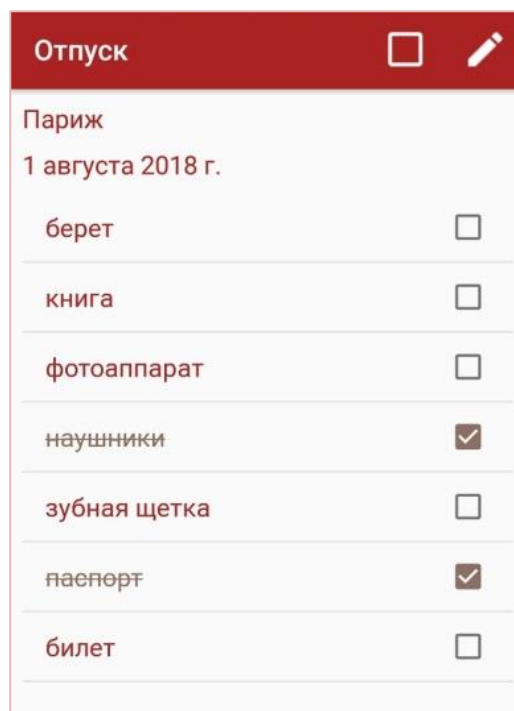 Отпуск
Париж
1 августа 2018 г.
берет
книга
фотоаппарат
наушники
зубная щетка
паспорт
билет